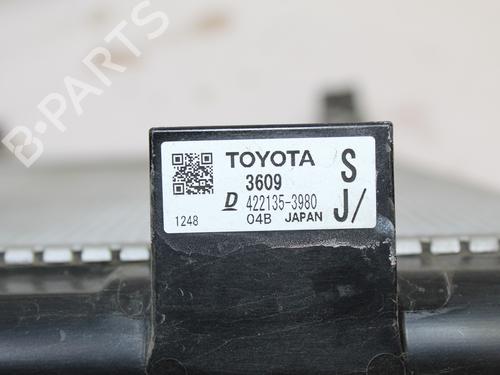 B-PARTS
TOYOTA S
3609
D 422135-3980 J/
1248 04B JAPAN